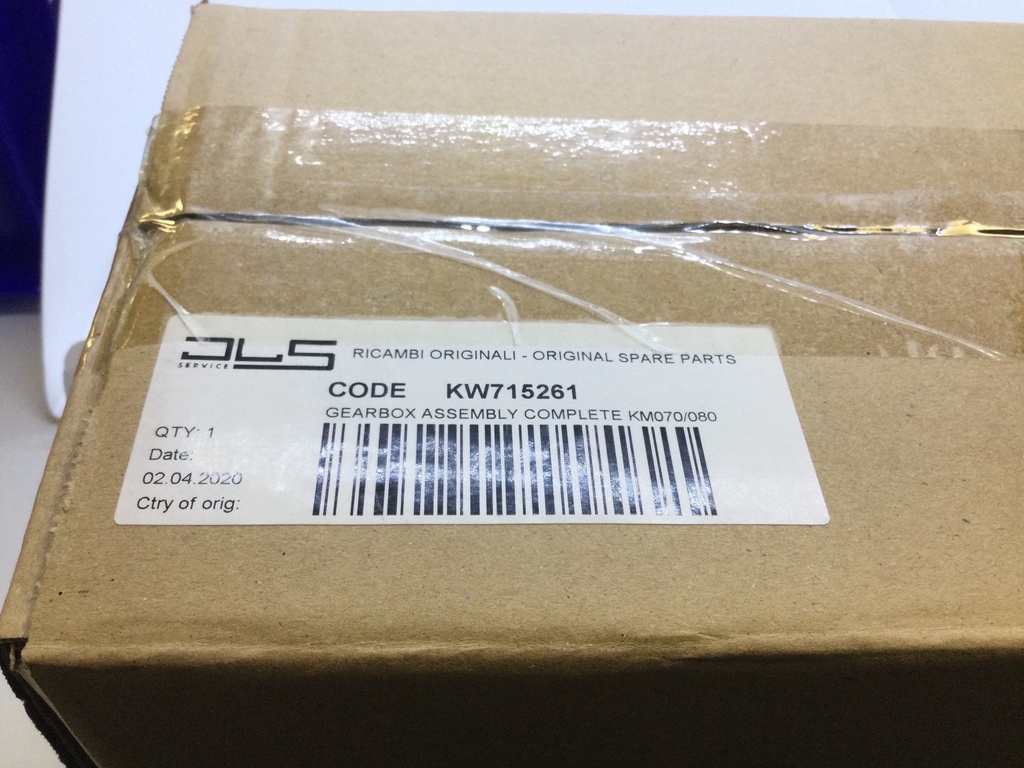 DLS SERVICE RICAMBI ORIGINALI - ORIGINAL SPARE PARTS
CODE KW715261
GEARBOX ASSEMBLY COMPLETE KM070/080
QTY: 1
Date:
02.04.2020
Ctry of orig: